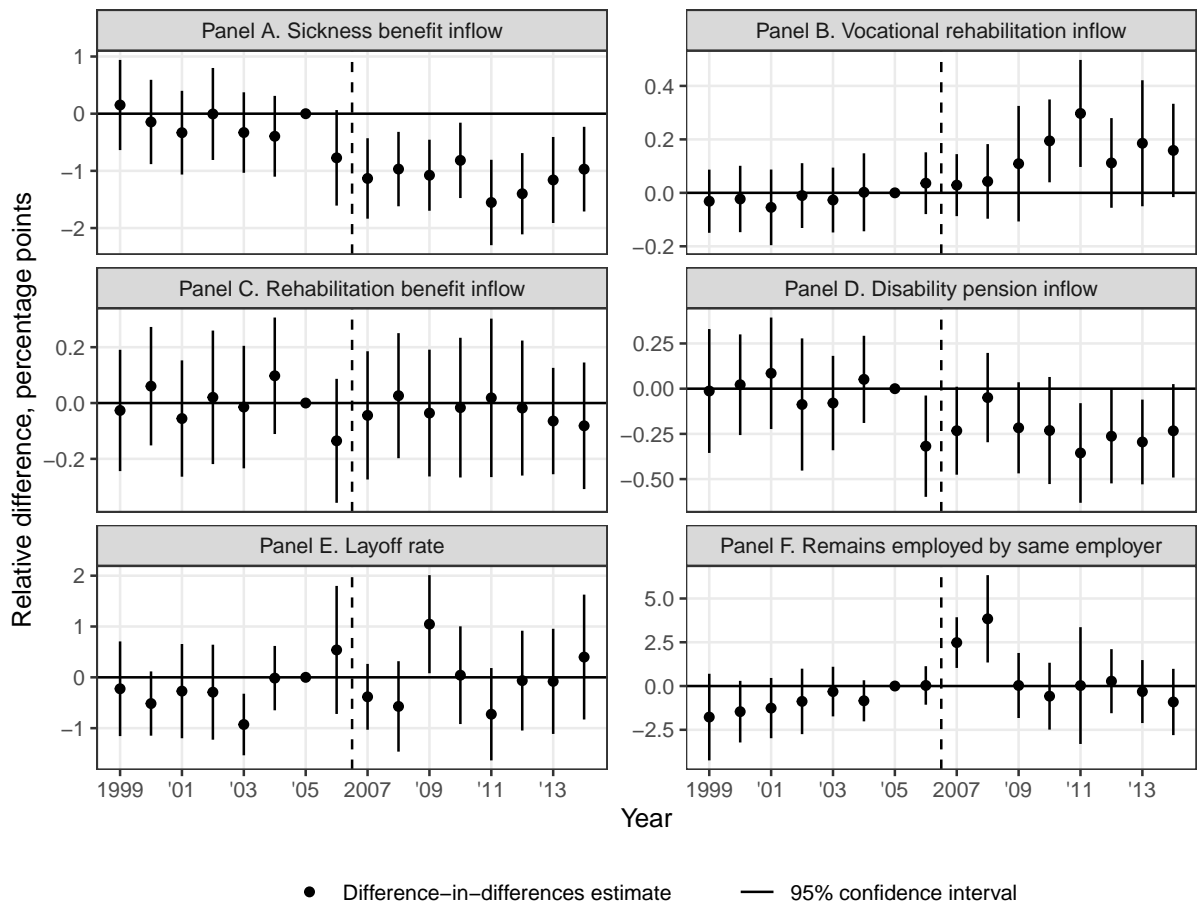 Relative difference, percentage points
Panel A. Sickness benefit inflow
1
0
−1
−2
Panel B. Vocational rehabilitation inflow
0.4
0.2
0.0
−0.2
Panel C. Rehabilitation benefit inflow
0.2
0.0
−0.2
Panel D. Disability pension inflow
0.25
0.00
−0.25
−0.50
Panel E. Layoff rate
2
1
0
−1
1999 '01 '03 '05 2007 '09 '11 '13
Panel F. Remains employed by same employer
5.0
2.5
0.0
−2.5
1999 '01 '03 '05 2007 '09 '11 '13
Year
Difference−in−differences estimate
95% confidence interval